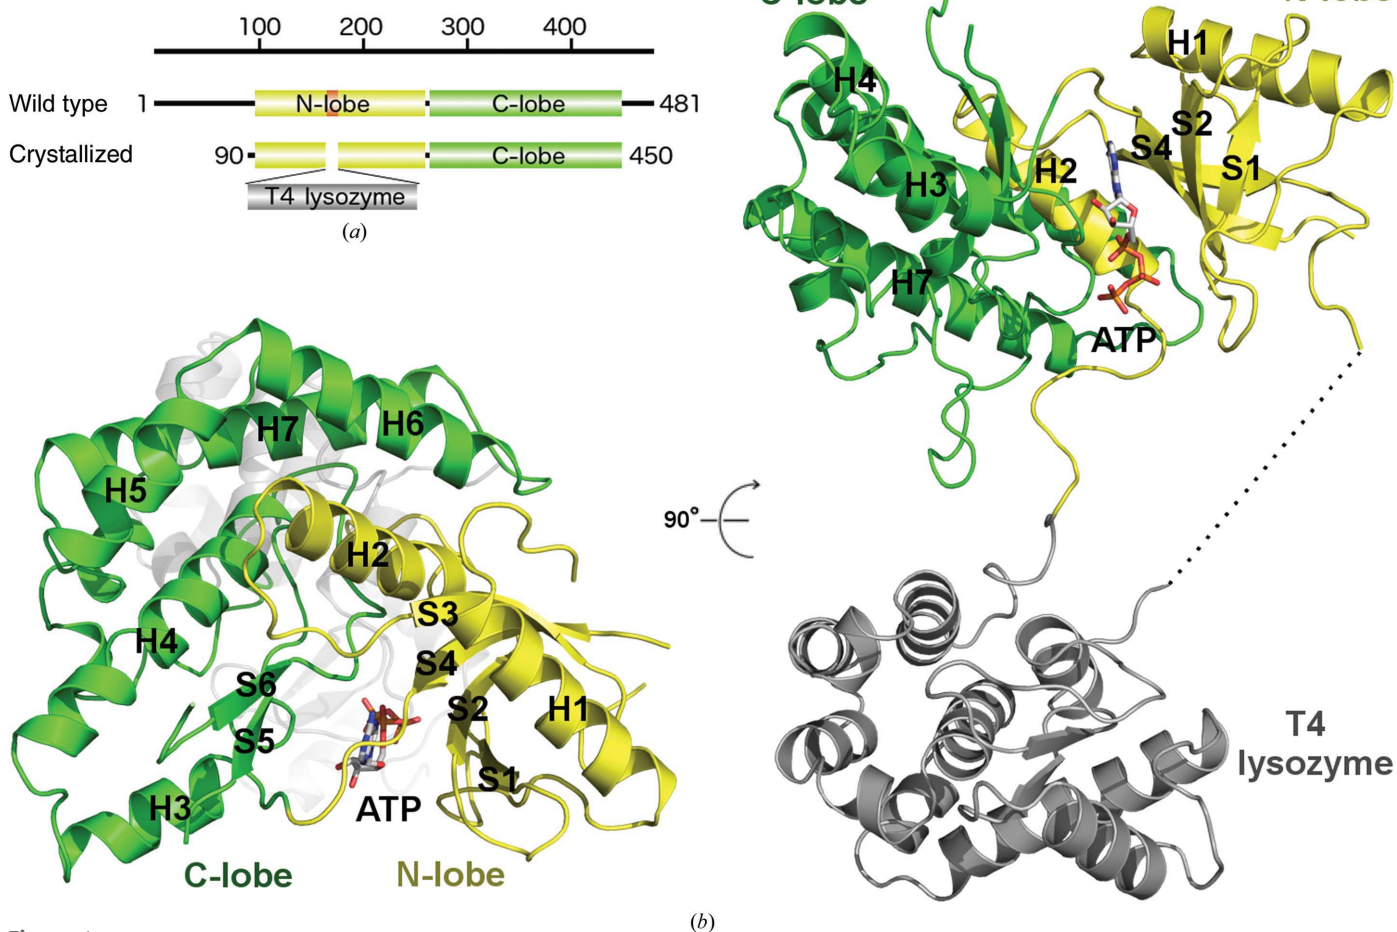 100 200 300 400
Wild type 1 N-lobe C-lobe 481
Crystallized 90 C-lobe 450
T4 lysozyme
(a)
H1
H4
S2
S4
H2
S1
H3
H7
ATP
H7
H6
H5
90°
H2
S3
H4
S4
S6
S2
H1
S5
S1
H3
ATP
T4
lysozyme
C-lobe N-lobe
(b)